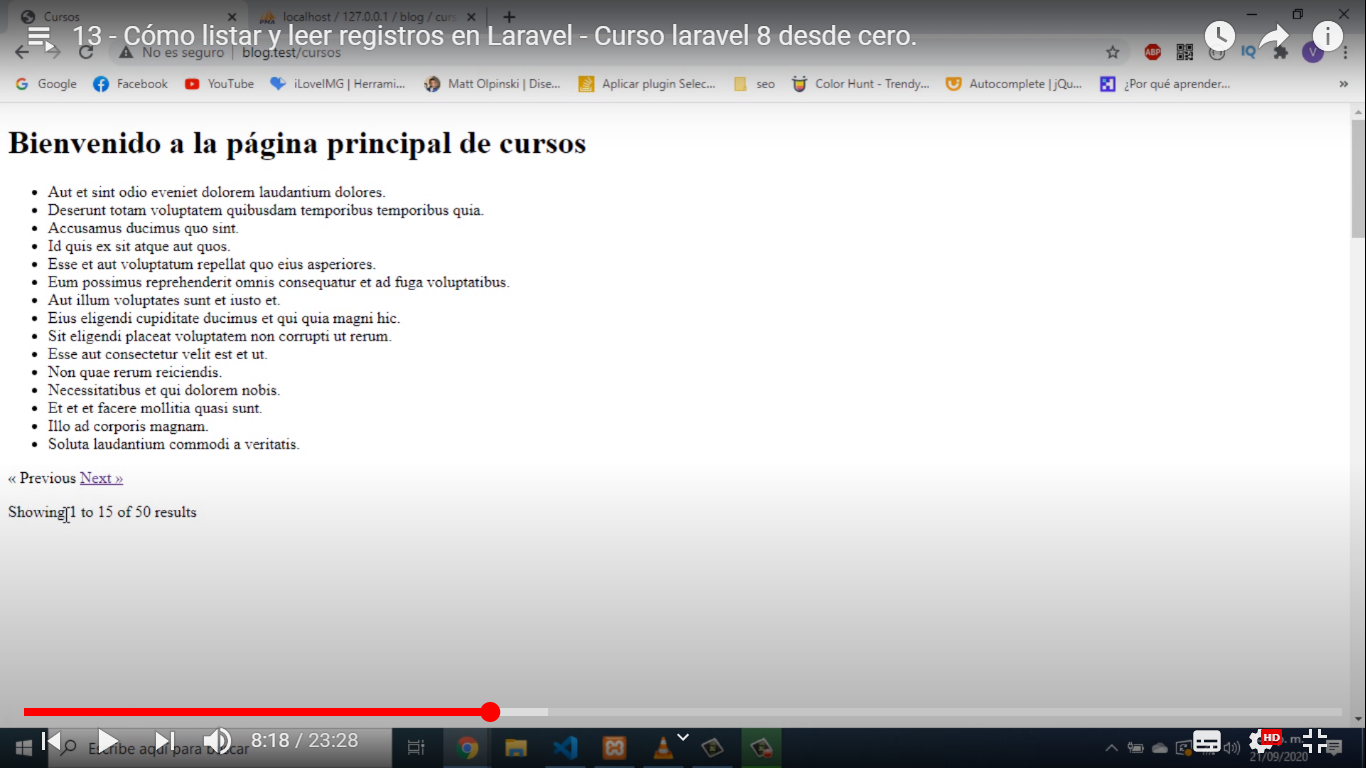 Cursos
localhost / 127.0.0.1 / blog / curs
13 - Cómo listar y leer registros en Laravel - Curso laravel 8 desde cero.
No es seguro blog.test/cursos
ABP IQ V
Google Facebook YouTube iLoveIMG | Herrami... Matt Olpinski | Dise... Aplicar plugin Selec... seo Color Hunt - Trendy... Autocomplete | jQu... ¿Por qué aprender... »
Bienvenido a la página principal de cursos
Aut et sint odio eveniet dolorem laudantium dolores.
Deserunt totam voluptatem quibusdam temporibus temporibus quia.
Accusamus ducimus quo sint.
Id quis ex sit atque aut quos.
Esse et aut voluptatum repellat quo eius asperiores.
Eum possimus reprehenderit omnis consequatur et ad fuga voluptatibus.
Aut illum voluptates sunt et iusto et.
Eius eligendi cupiditate ducimus et qui quia magni hic.
Sit eligendi placeat voluptatem non corrupti ut rerum.
Esse aut consectetur velit est et ut.
Non quae rerum reiciendis.
Necessitatibus et qui dolorem nobis.
Et et et facere mollitia quasi sunt.
Illo ad corporis magnam.
Soluta laudantium commodi a veritatis.
« Previous Next »
Showing 1 to 15 of 50 results
Escribe aquí para buscar
8:18 / 23:28
HD
21/09/2020